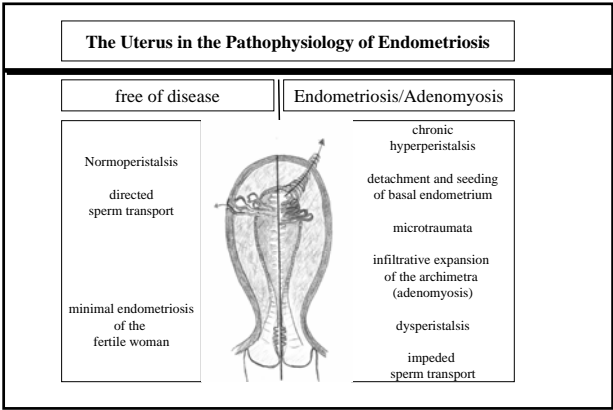 The Uterus in the Pathophysiology of Endometriosis
free of disease
Endometriosis/Adenomyosis
Normoperistalsis
directed
sperm transport
minimal endometriosis
of the
fertile woman
chronic
hyperperistalsis
detachment and seeding
of basal endometrium
microtraumata
infiltrative expansion
of the archimetra
(adenomyosis)
dysperistalsis
impeded
sperm transport